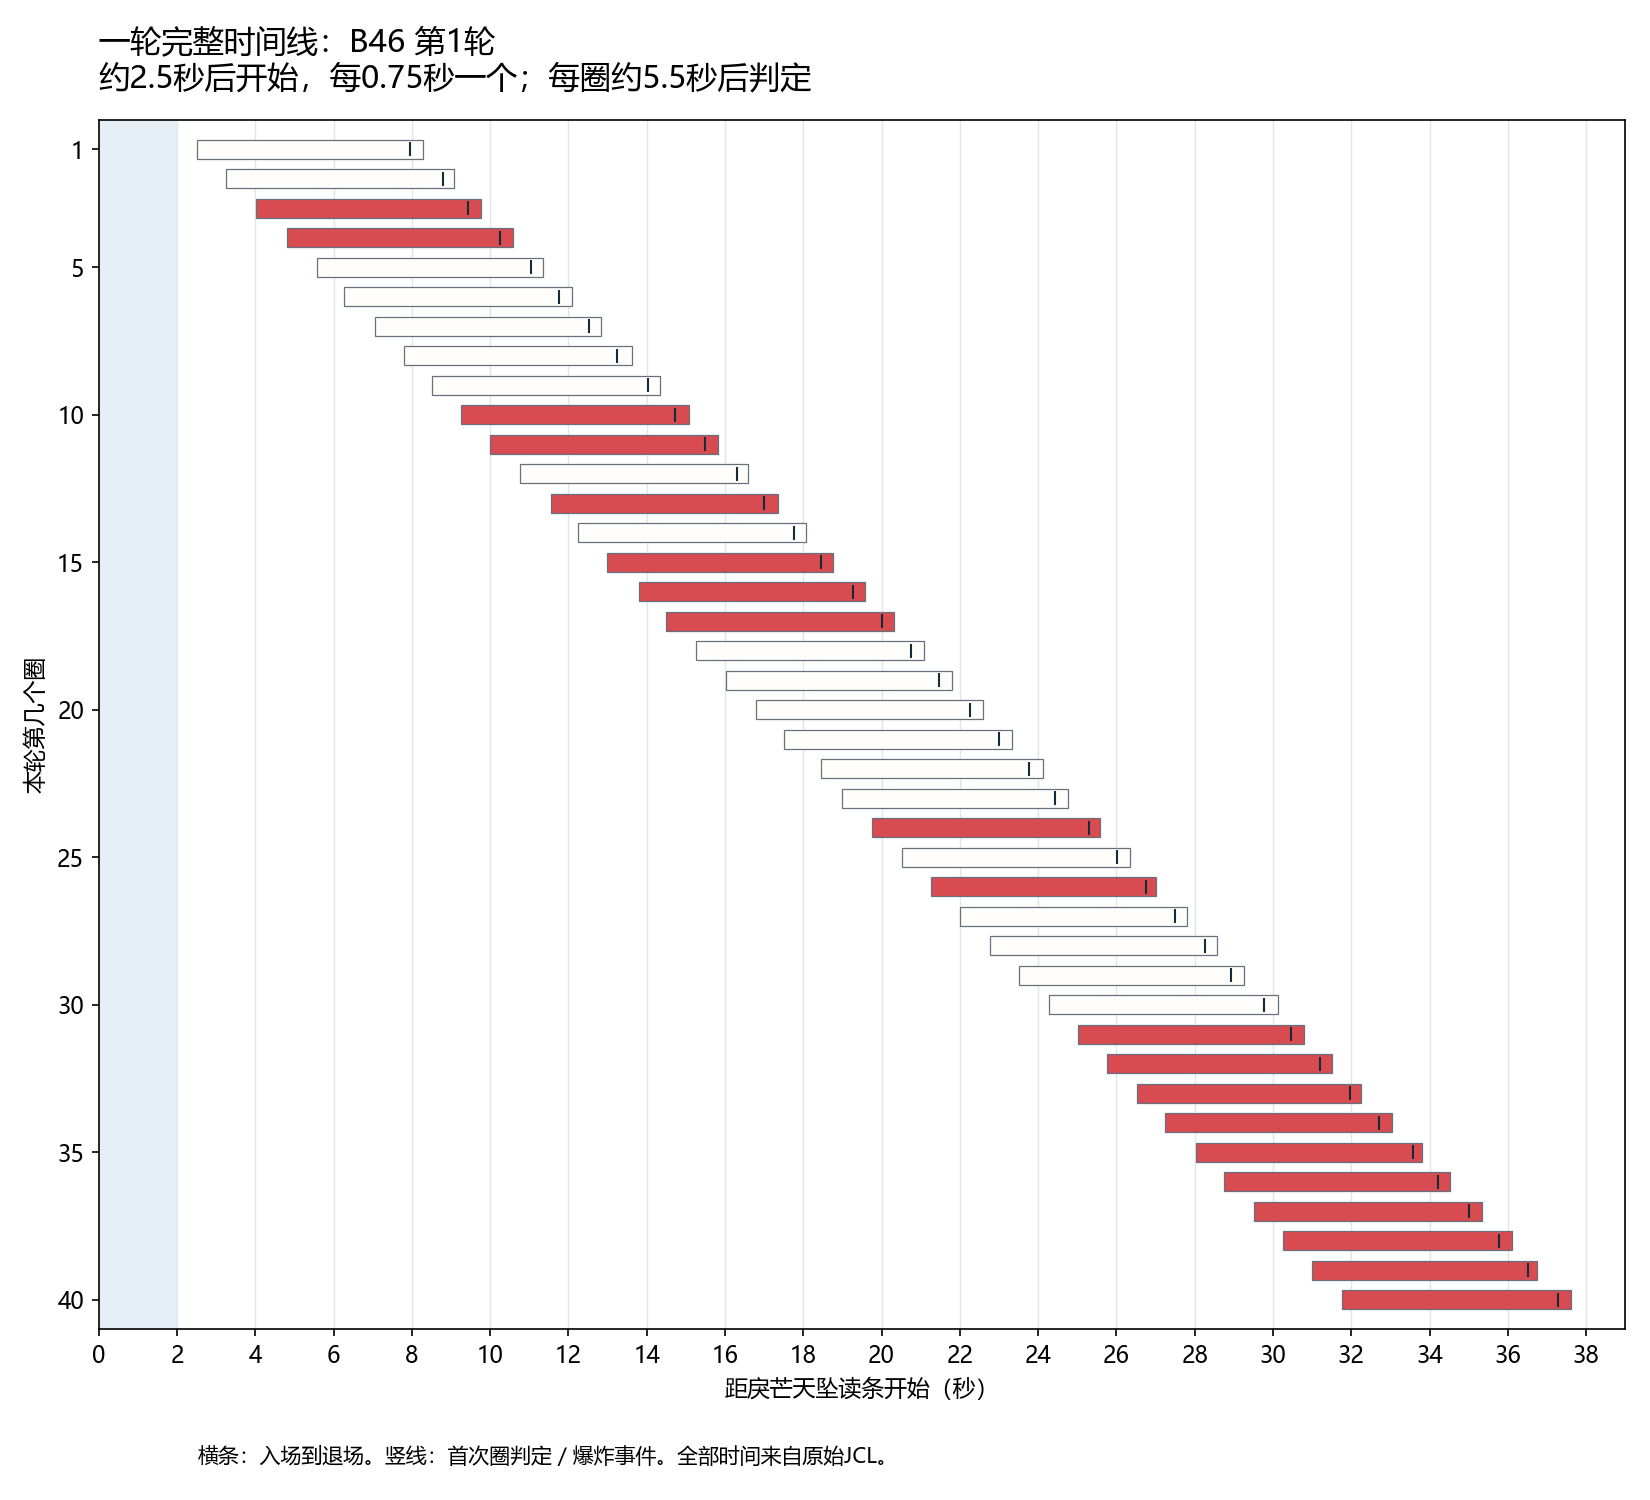 一轮完整时间线：B46 第1轮
约2.5秒后开始，每0.75秒一个；每圈约5.5秒后判定
本轮第几个圈
1
5
10
15
20
25
30
35
40
0 2 4 6 8 10 12 14 16 18 20 22 24 26 28 30 32 34 36 38
距戾芒天坠读条开始（秒）
横条：入场到退场。竖线：首次圈判定 / 爆炸事件。全部时间来自原始JCL。